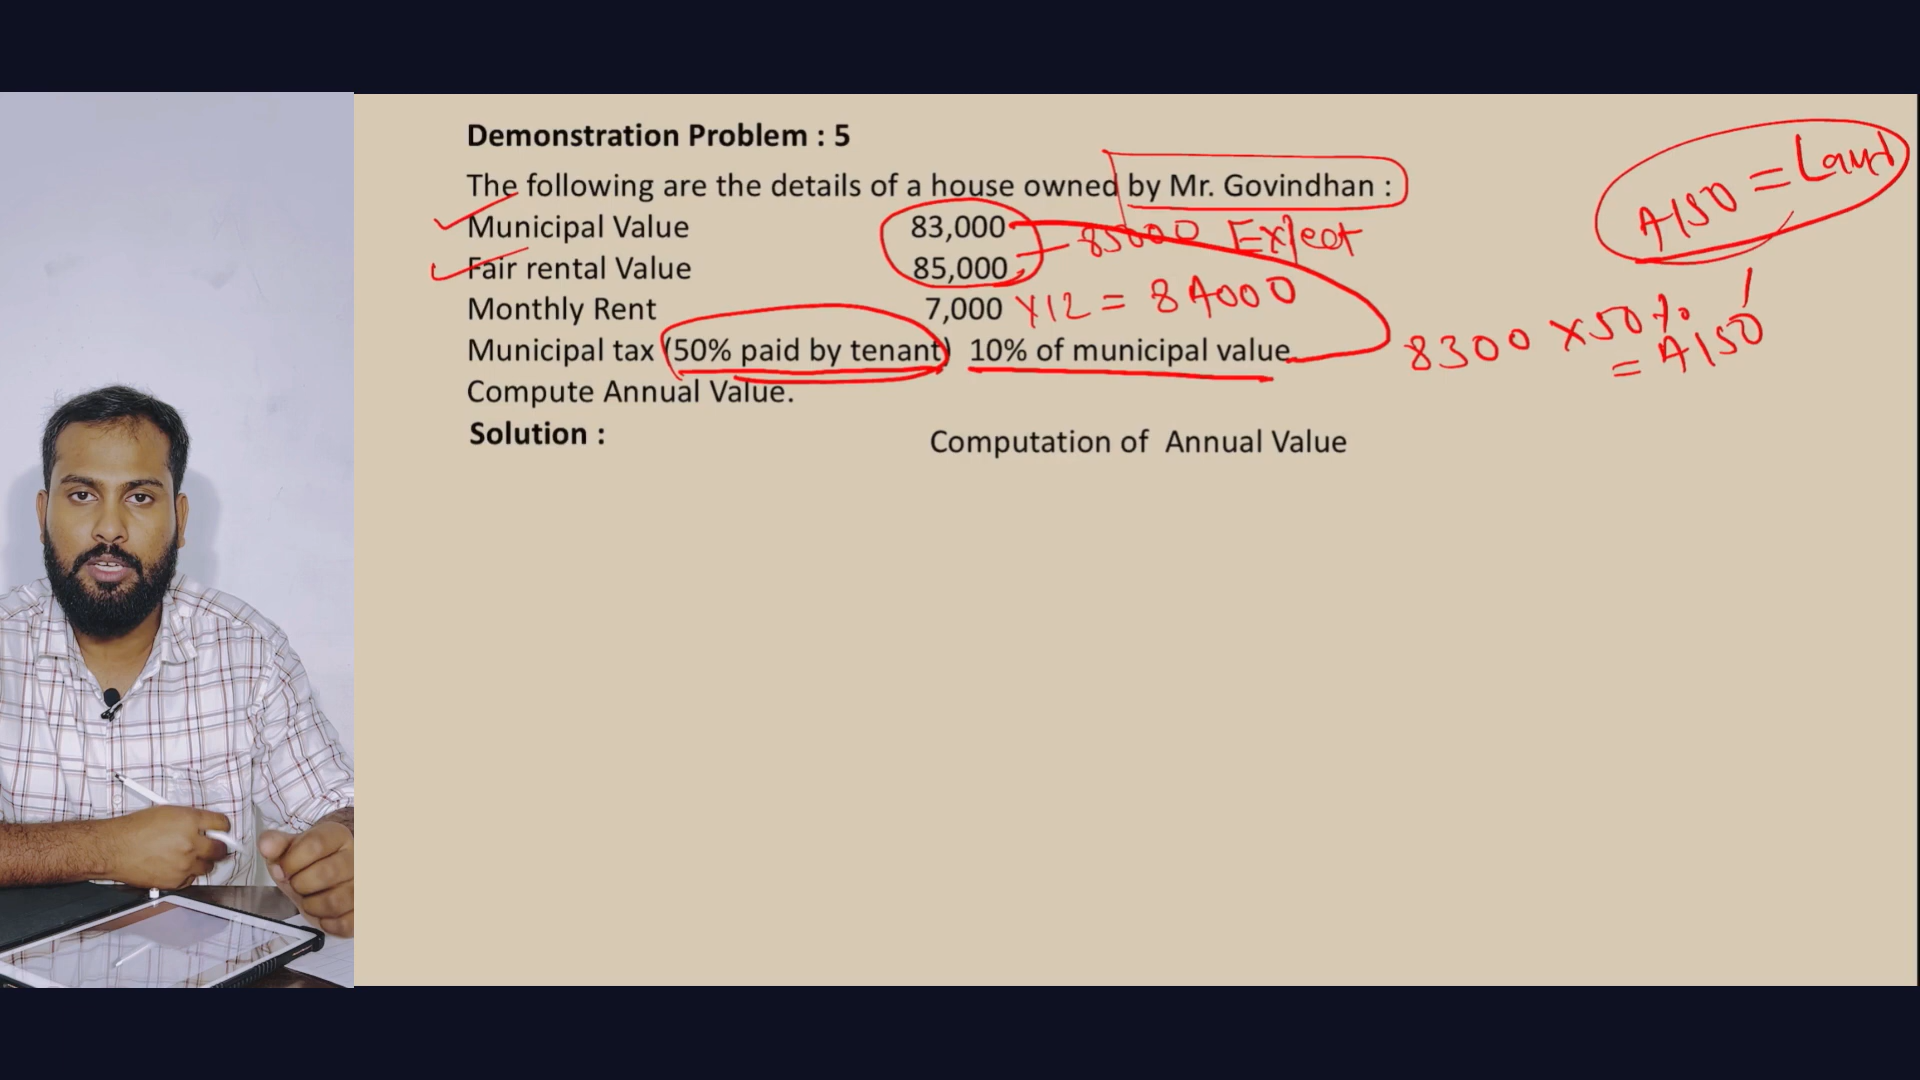 Demonstration Problem : 5
The following are the details of a house owned by Mr. Govindhan :
Municipal Value 83,000
Fair rental Value 85,000
Monthly Rent 7,000
Municipal tax (50% paid by tenant) 10% of municipal value
Compute Annual Value.
Solution :
Computation of Annual Value
85000 Expect
X12 = 84000
8300 X 50%
= 4150
4150 = Land